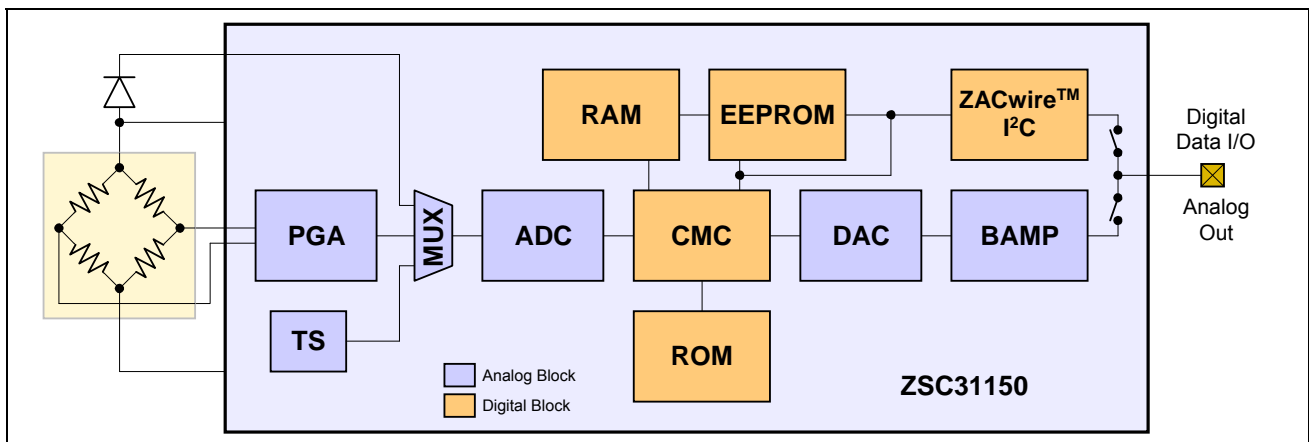 RAM
EEPROM
ZACwire™
I²C
Digital
Data I/O
PGA
MUX
ADC
CMC
DAC
BAMP
Analog
Out
TS
ROM
Analog Block
Digital Block
ZSC31150